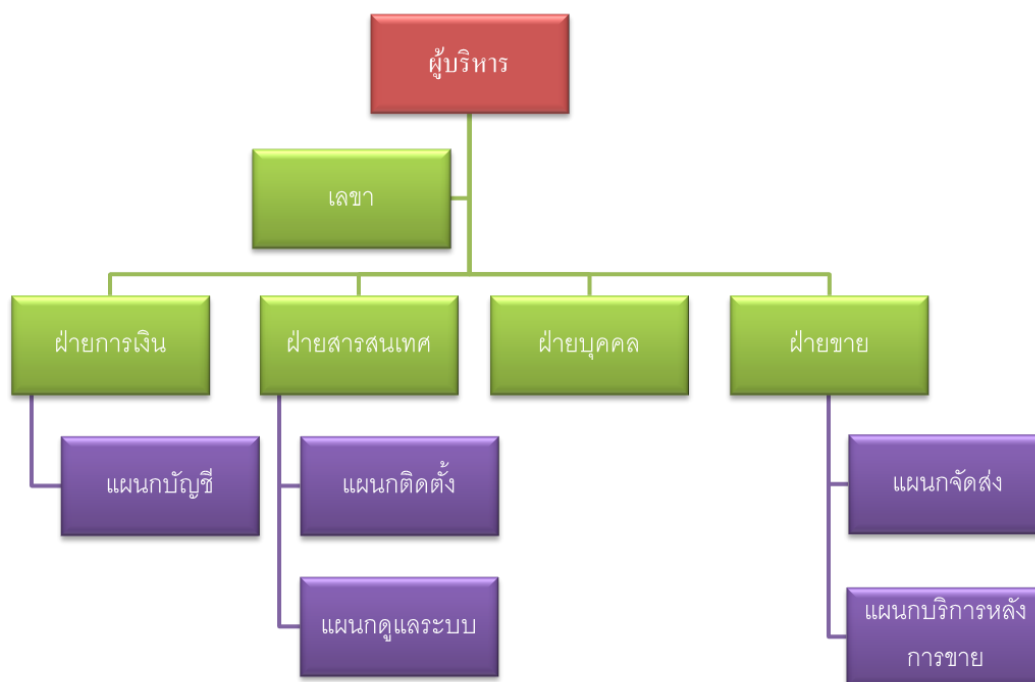 ผู้บริหาร
เลขา
ฝ่ายการเงิน
ฝ่ายสารสนเทศ
ฝ่ายบุคคล
ฝ่ายขาย
แผนกบัญชี
แผนกติดตั้ง
แผนกจัดส่ง
แผนกดูแลระบบ
แผนกบริการหลัง
การขาย